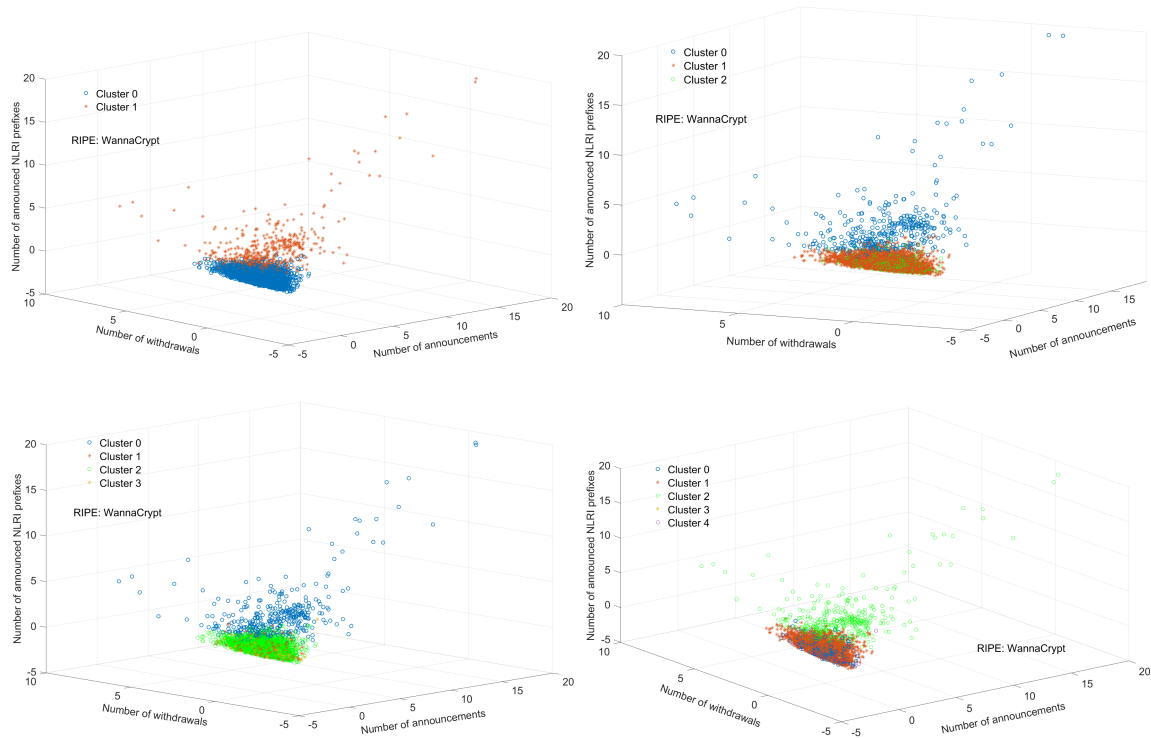 20
15
10
5
0
-5
Number of announced NLRI prefixes
Cluster 0
Cluster 1
RIPE: WannaCrypt
10
5
0
-5
Number of withdrawals
-5
0
5
10
15
20
Number of announcements
20
15
10
5
0
Number of announced NLRI prefixes
Cluster 0
Cluster 1
Cluster 2
RIPE: WannaCrypt
10
5
0
-5
Number of withdrawals
-5
0
5
10
15
Number of announcements
20
15
10
5
0
-5
Number of announced NLRI prefixes
Cluster 0
Cluster 1
Cluster 2
Cluster 3
RIPE: WannaCrypt
10
5
0
-5
Number of withdrawals
-5
0
5
10
15
20
Number of announcements
20
15
10
5
0
-5
Number of announced NLRI prefixes
Cluster 0
Cluster 1
Cluster 2
Cluster 3
Cluster 4
RIPE: WannaCrypt
10
5
0
-5
Number of withdrawals
-5
0
5
10
15
20
Number of announcements